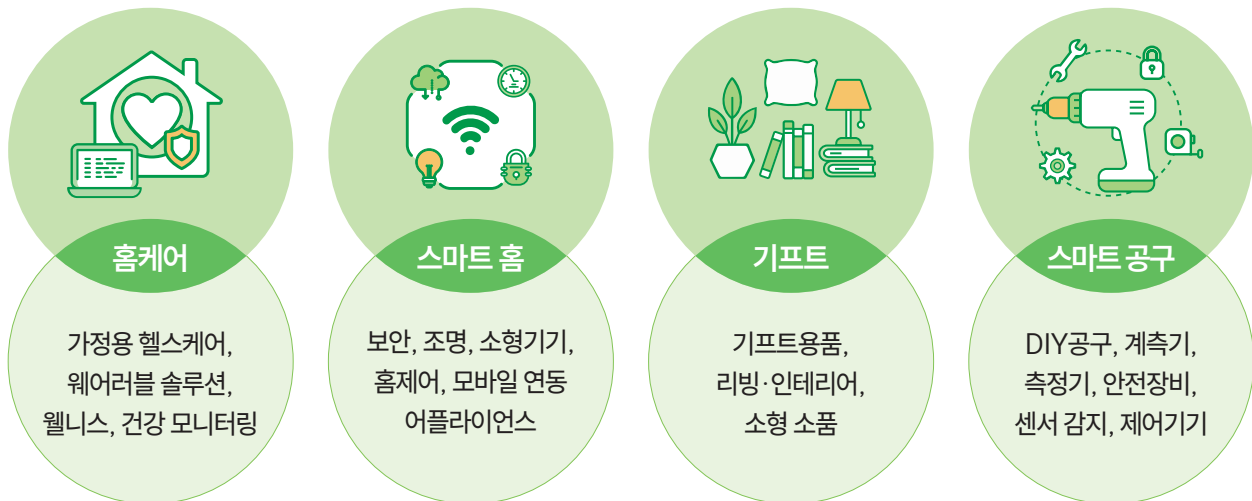 홈케어
가정용 헬스케어,
웨어러블 솔루션,
웰니스, 건강 모니터링
스마트 홈
보안, 조명, 소형기기,
홈제어, 모바일 연동
어플라이언스
기프트
기프트용품,
리빙·인테리어,
소형 소품
스마트 공구
DIY공구, 계측기,
측정기, 안전장비,
센서 감지, 제어기기